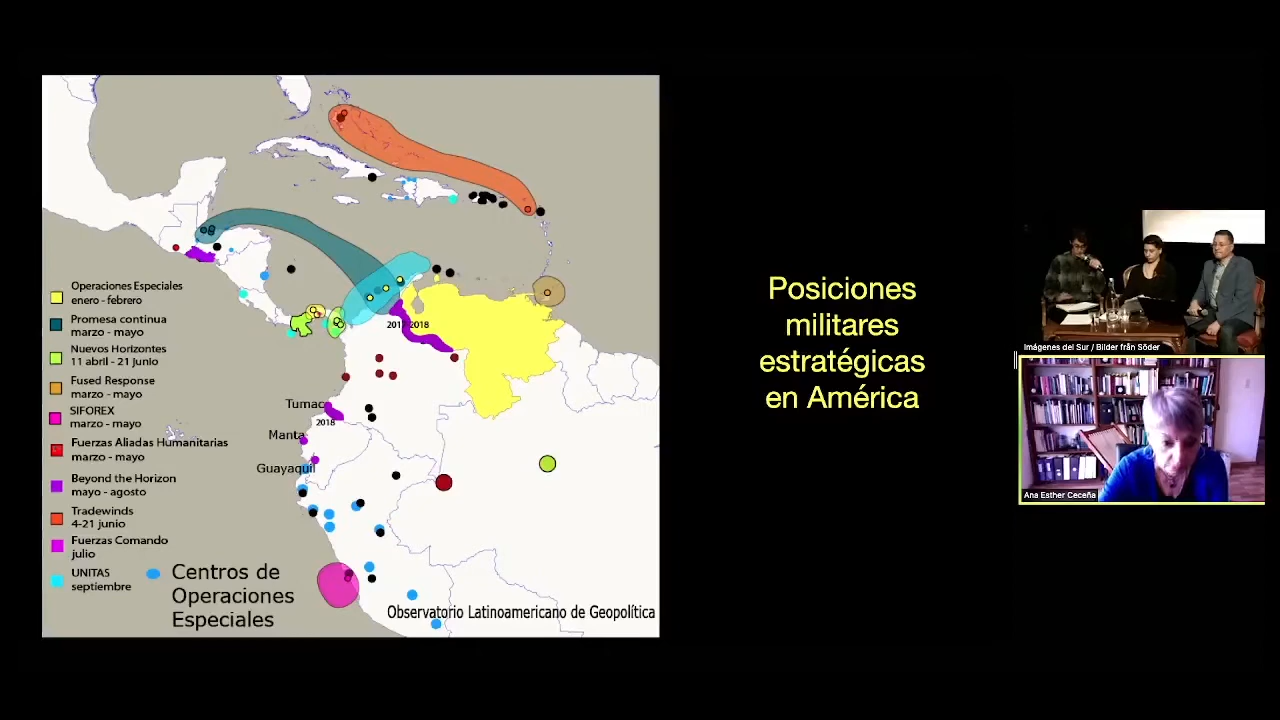 Operaciones Especiales
enero - febrero
Promesa continua
marzo - mayo
Nuevos Horizontes
11 abril - 21 junio
Fused Response
marzo - mayo
SIFOREX
marzo - mayo
Fuerzas Aliadas Humanitarias
marzo - mayo
Beyond the Horizon
mayo - agosto
Tradewinds
4-21 junio
Fuerzas Comando
julio
UNITAS
septiembre
Centros de
Operaciones
Especiales
2018
Tumac
2018
Manta
Guayaquil
Observatorio Latinoamericano de Geopolítica
Posiciones
militares
estratégicas
en América
Imágenes del Sur / Bilder från Söder
Ana Esther Ceceña